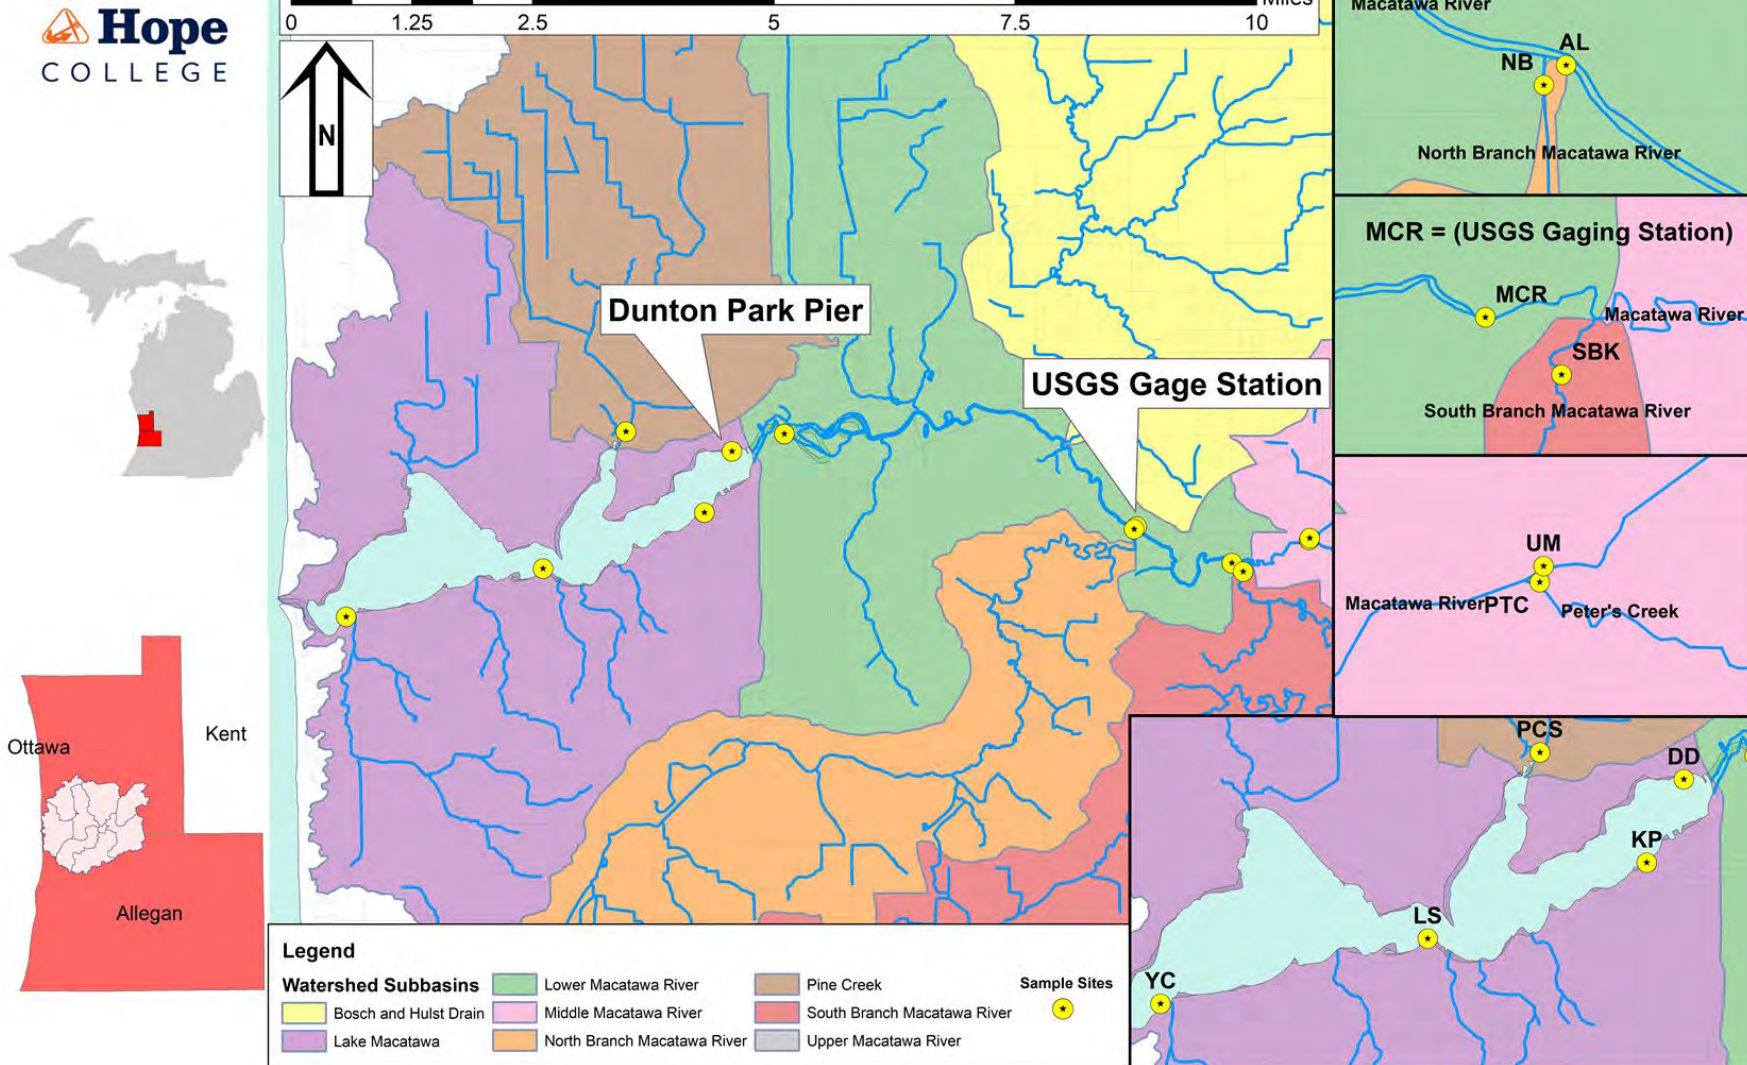 Hope
COLLEGE
Miles
0 1.25 2.5 5 7.5 10
N
Dunton Park Pier
USGS Gage Station
Ottawa
Kent
Allegan
Macatawa River
AL
NB
North Branch Macatawa River
MCR = (USGS Gaging Station)
MCR
Macatawa River
SBK
South Branch Macatawa River
UM
Macatawa River
PTC
Peter's Creek
PCS
DD
KP
LS
YC
Legend
Watershed Subbasins
Bosch and Hulst Drain
Lake Macatawa
Lower Macatawa River
Middle Macatawa River
North Branch Macatawa River
Pine Creek
South Branch Macatawa River
Upper Macatawa River
Sample Sites